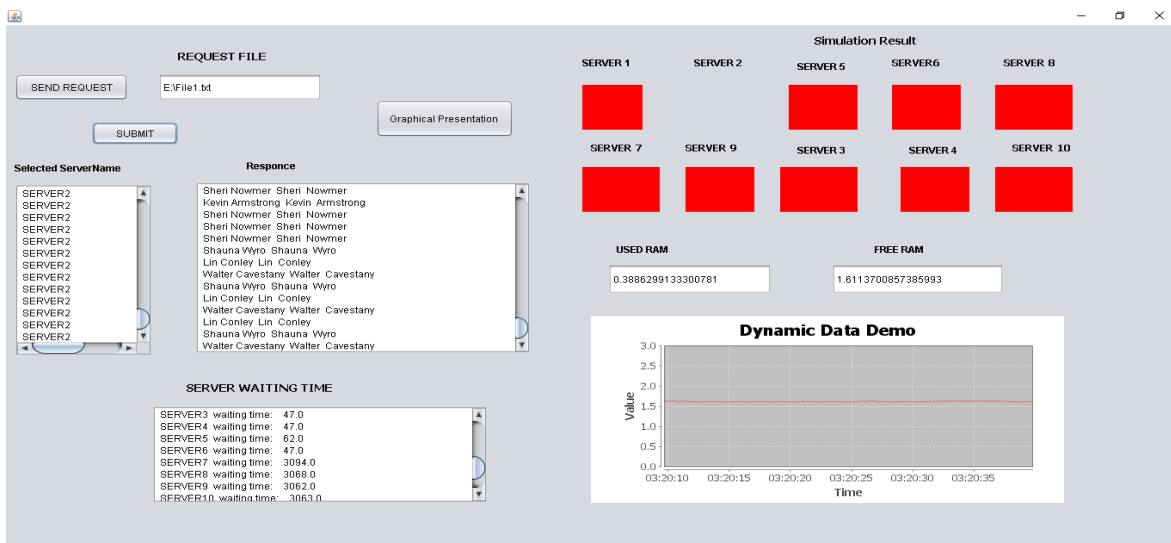 REQUEST FILE
SEND REQUEST
E:\File1.txt
SUBMIT
Graphical Presentation
Selected ServerName
SERVER2
SERVER2
SERVER2
SERVER2
SERVER2
SERVER2
SERVER2
SERVER2
SERVER2
SERVER2
SERVER2
SERVER2
SERVER2
Responce
Sheri Nowmer Sheri Nowmer
Kevin Armstrong Kevin Armstrong
Sheri Nowmer Sheri Nowmer
Sheri Nowmer Sheri Nowmer
Sheri Nowmer Sheri Nowmer
Shauna Wyro Shauna Wyro
Lin Conley Lin Conley
Walter Cavestany Walter Cavestany
Shauna Wyro Shauna Wyro
Lin Conley Lin Conley
Walter Cavestany Walter Cavestany
Lin Conley Lin Conley
Shauna Wyro Shauna Wyro
Walter Cavestany Walter Cavestany
SERVER WAITING TIME
SERVER3 waiting time: 47.0
SERVER4 waiting time: 47.0
SERVER5 waiting time: 62.0
SERVER6 waiting time: 47.0
SERVER7 waiting time: 3094.0
SERVER8 waiting time: 3068.0
SERVER9 waiting time: 3062.0
SERVER10 waiting time: 3063.0
Simulation Result
SERVER 1 SERVER 2 SERVER 5 SERVER6 SERVER 8
SERVER 7 SERVER 9 SERVER 3 SERVER 4 SERVER 10
USED RAM FREE RAM
0.3886299133300781 1.6113700857385993
Dynamic Data Demo
3.0
2.5
2.0
1.5
1.0
0.5
0.0
Value
03:20:10 03:20:15 03:20:20 03:20:25 03:20:30 03:20:35
Time